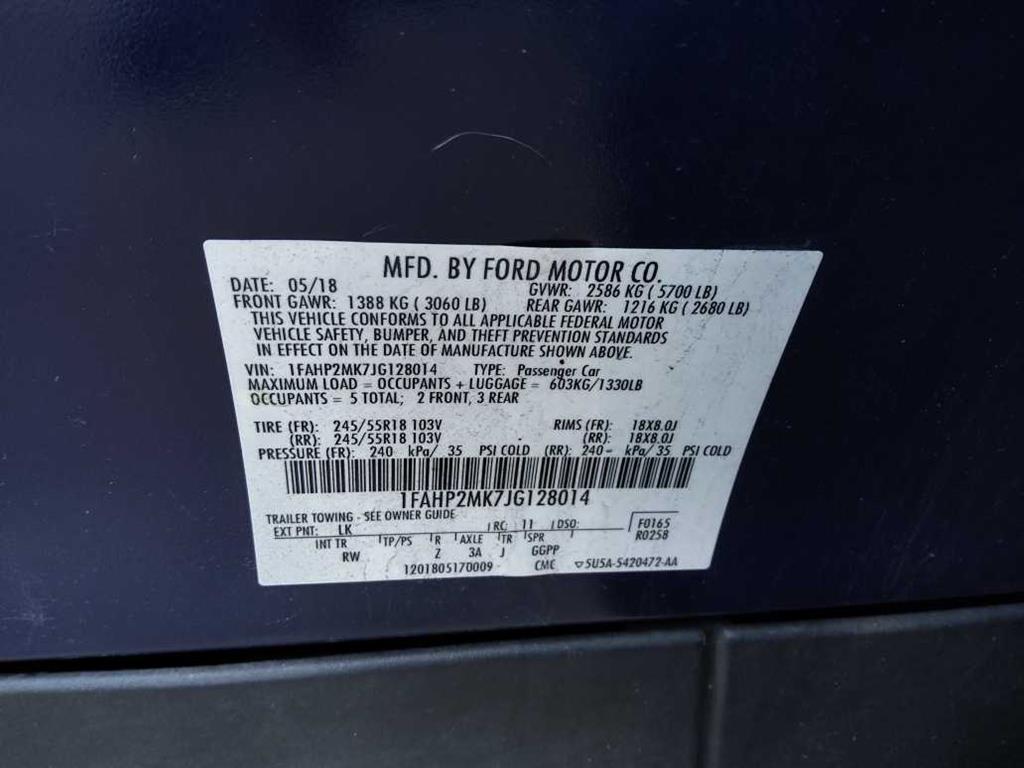 MFD. BY FORD MOTOR CO.
DATE: 05/18 GVWR: 2586 KG ( 5700 LB)
FRONT GAWR: 1388 KG ( 3060 LB) REAR GAWR: 1216 KG ( 2680 LB)
THIS VEHICLE CONFORMS TO ALL APPLICABLE FEDERAL MOTOR
VEHICLE SAFETY, BUMPER, AND THEFT PREVENTION STANDARDS
IN EFFECT ON THE DATE OF MANUFACTURE SHOWN ABOVE.
VIN: 1FAHP2MK7JG128014 TYPE: Passenger Car
MAXIMUM LOAD = OCCUPANTS + LUGGAGE = 603KG/1330LB
OCCUPANTS = 5 TOTAL; 2 FRONT, 3 REAR
TIRE (FR): 245/55R18 103V RIMS (FR): 18X8.0J
(RR): 245/55R18 103V (RR): 18X8.0J
PRESSURE (FR): 240 kPa/ 35 PSI COLD (RR): 240 kPa/ 35 PSI COLD
1FAHP2MK7JG128014
TRAILER TOWING - SEE OWNER GUIDE
EXT PNT: LK RC: 11 DSO: F0165
R0258
INT TR TP/PS R AXLE TR SPR
RW Z 3A J GGPP
1201805170009 CMC ▽5U5A-5420472-AA